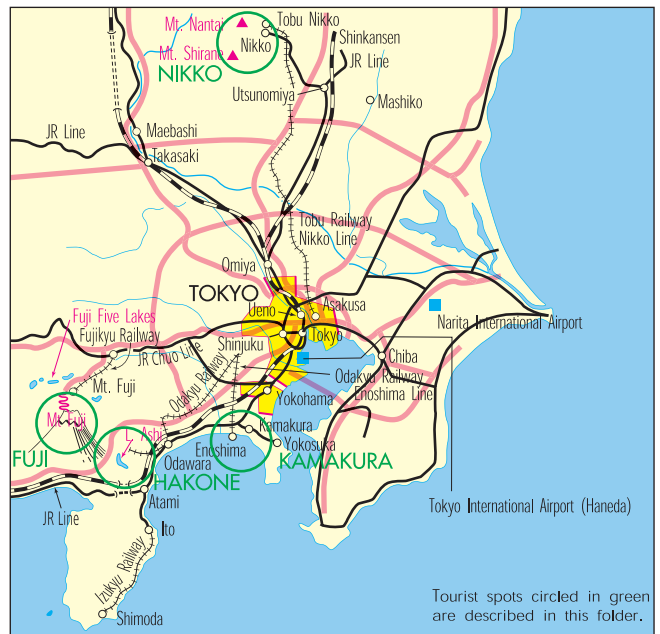 Mt. Nantai
Tobu Nikko
Nikko
Shinkansen
Mt. Shirane
JR Line
NIKKO
Utsunomiya
Mashiko
JR Line
Maebashi
Takasaki
Tobu Railway
Nikko Line
Omiya
TOKYO
Ueno
Asakusa
Fuji Five Lakes
Fujikyu Railway
Shinjuku
Tokyo
Narita International Airport
JR Chuo Line
Chiba
Mt. Fuji
Odakyu Railway
Odakyu Railway
Enoshima Line
Yokohama
Mt. Fuji
Kamakura
L. Ashi
Enoshima
Yokosuka
FUJI
Odawara
KAMAKURA
HAKONE
Atami
JR Line
Tokyo International Airport (Haneda)
Ito
Izukyu Railway
Shimoda
Tourist spots circled in green
are described in this folder.